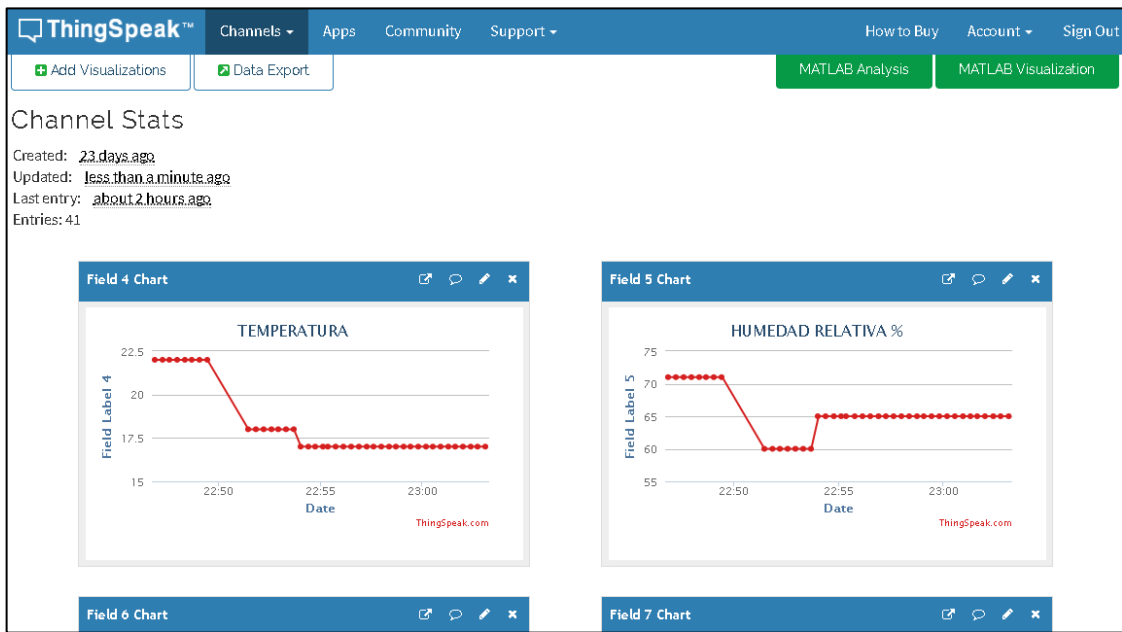 ThingSpeak™ Channels Apps Community Support How to Buy Account Sign Out
Add Visualizations Data Export MATLAB Analysis MATLAB Visualization
Channel Stats
Created: 23 days ago
Updated: less than a minute ago
Last entry: about 2 hours ago
Entries: 41
Field 4 Chart
TEMPERATURA
Field Label 4
22.5
20
17.5
15
22:50 22:55 23:00
Date
ThingSpeak.com
Field 5 Chart
HUMEDAD RELATIVA %
Field Label 5
75
70
65
60
55
22:50 22:55 23:00
Date
ThingSpeak.com
Field 6 Chart
Field 7 Chart